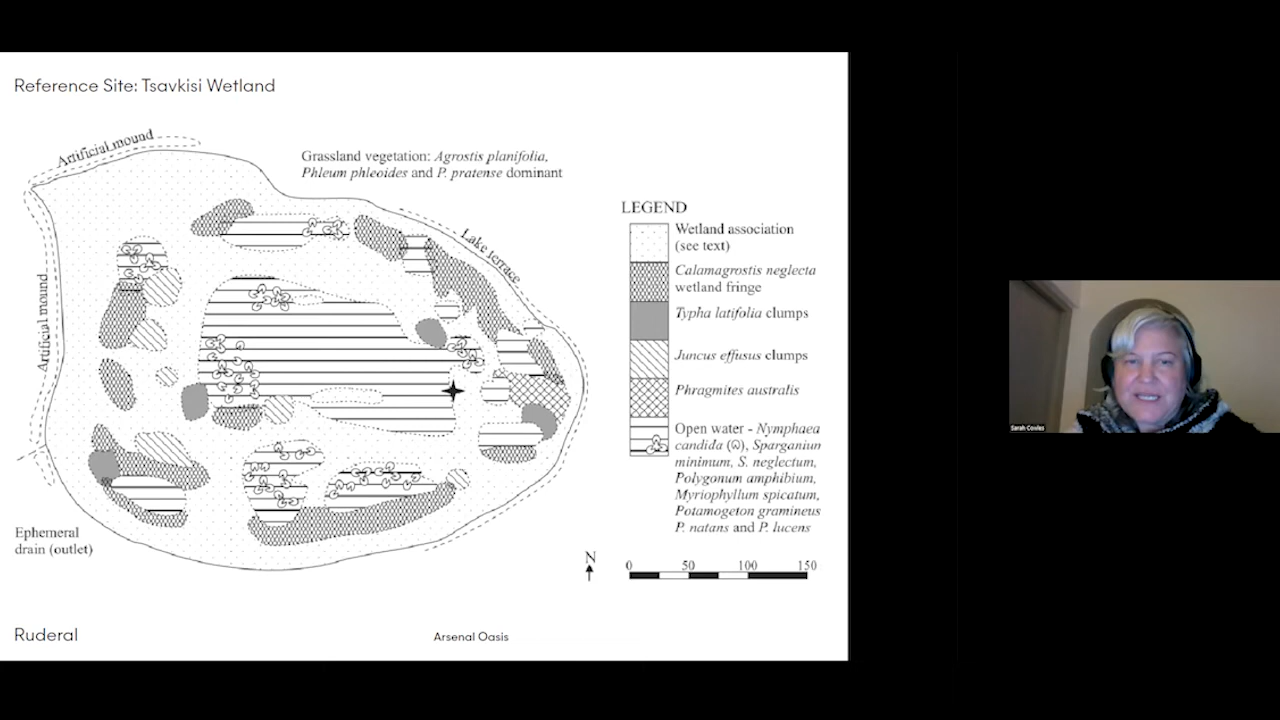 Reference Site: Tsavkisi Wetland
Artificial mound
Grassland vegetation: Agrostis planifolia,
Phleum phleoides and P. pratense dominant
Lake terrace
Artificial mound
Ephemeral
drain (outlet)
LEGEND
Wetland association
(see text)
Calamagrostis neglecta
wetland fringe
Typha latifolia clumps
Juncus effusus clumps
Phragmites australis
Open water - Nymphaea
candida (), Sparganiun
minimum, S. neglectum,
Polygonum amphibium,
Myriophyllum spicatum,
Potamogeton gramineus
P. natans and P. lucens
N
0 50 100 150
Ruderal
Arsenal Oasis
Sarah Cowles